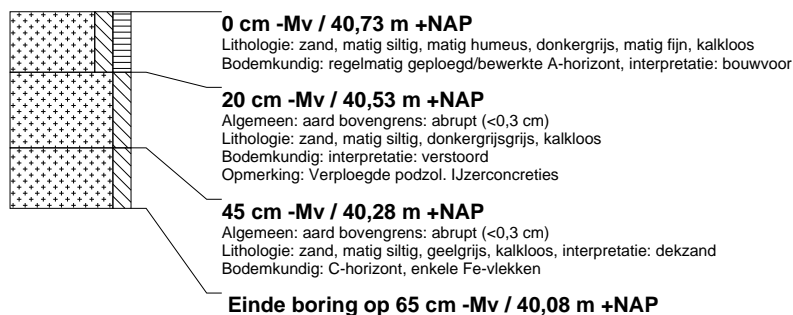 0 cm -Mv / 40,73 m +NAP
Lithologie: zand, matig siltig, matig humeus, donkergrijs, matig fijn, kalkloos
Bodemkundig: regelmatig geploegd/bewerkte A-horizont, interpretatie: bouwvoor
20 cm -Mv / 40,53 m +NAP
Algemeen: aard bovengrens: abrupt (<0,3 cm)
Lithologie: zand, matig siltig, donkergrijsgrijs, kalkloos
Bodemkundig: interpretatie: verstoord
Opmerking: Verploegde podzol. IJzerconcreties
45 cm -Mv / 40,28 m +NAP
Algemeen: aard bovengrens: abrupt (<0,3 cm)
Lithologie: zand, matig siltig, geelgrijs, kalkloos, interpretatie: dekzand
Bodemkundig: C-horizont, enkele Fe-vlekken
Einde boring op 65 cm -Mv / 40,08 m +NAP